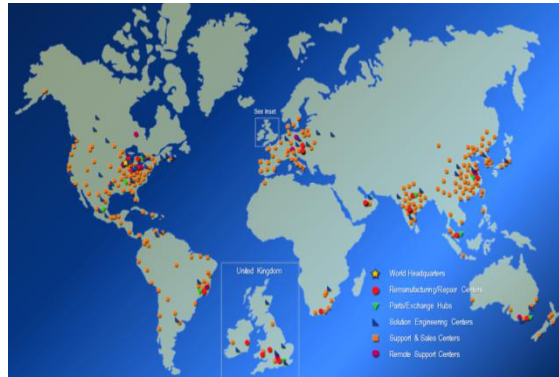 See Inset
United Kingdom
World Headquarters
Remanufacturing/Repair Centers
Parts/Exchange Hubs
Solution Engineering Centers
Support & Sales Centers
Remote Support Centers